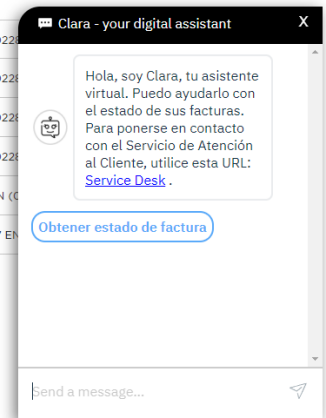 Clara - your digital assistant X
Hola, soy Clara, tu asistente
virtual. Puedo ayudarlo con
el estado de sus facturas.
Para ponerse en contacto
con el Servicio de Atención
al Cliente, utilice esta URL:
Service Desk .
Obtener estado de factura
Send a message...